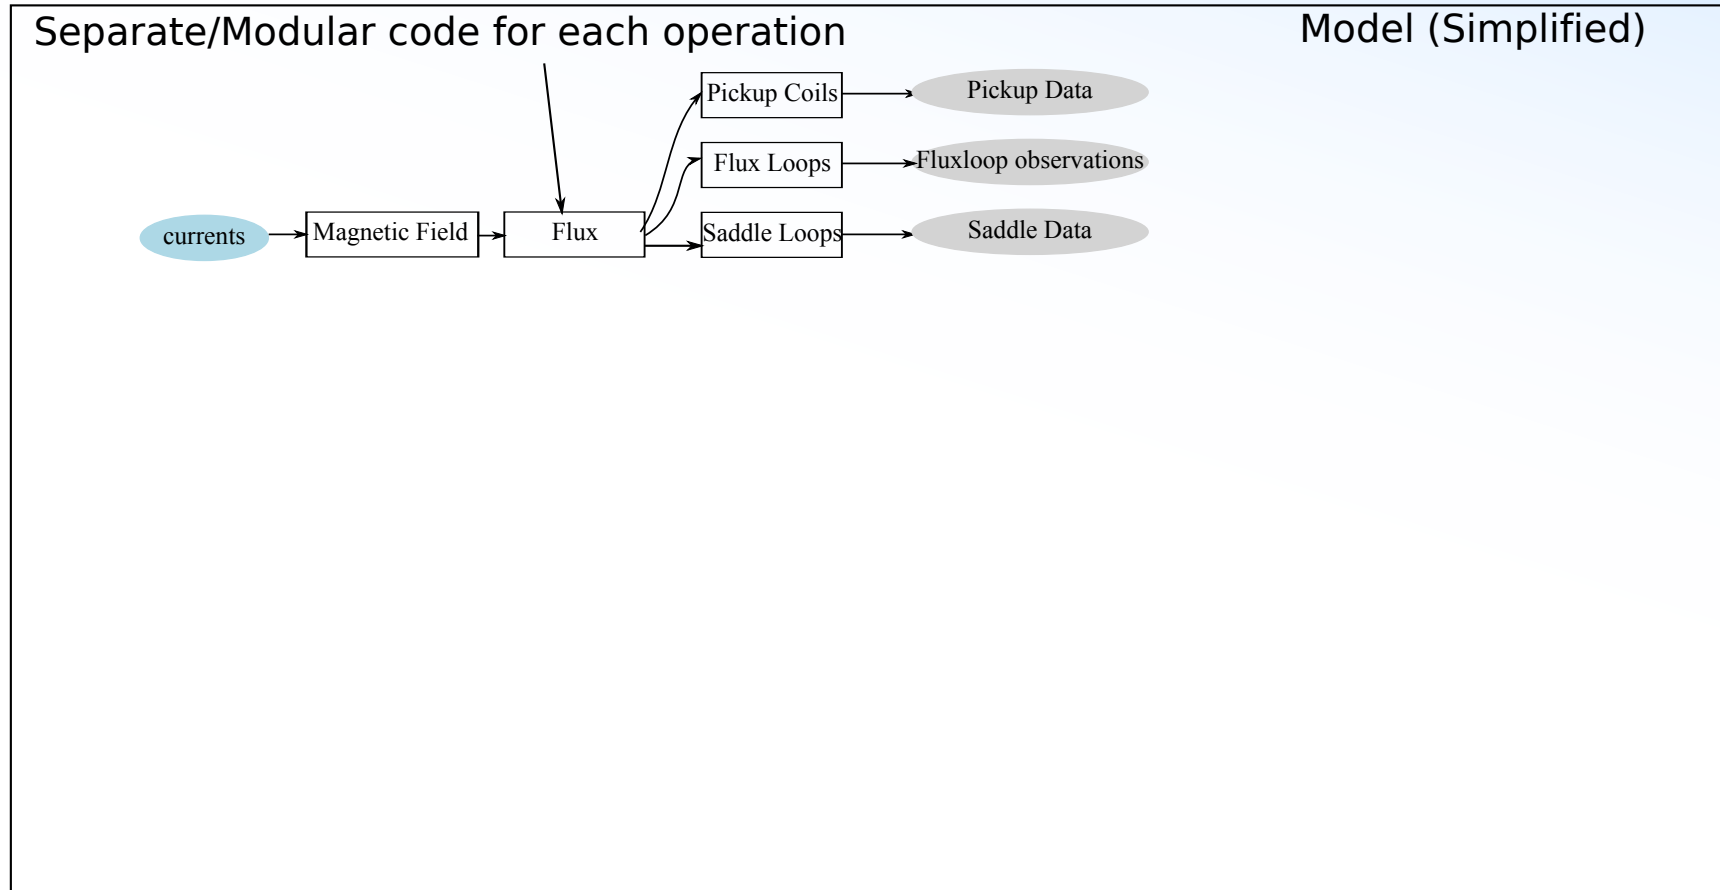 Separate/Modular code for each operation
Model (Simplified)
Pickup Coils
Pickup Data
Flux Loops
Fluxloop observations
currents
Magnetic Field
Flux
Saddle Loops
Saddle Data